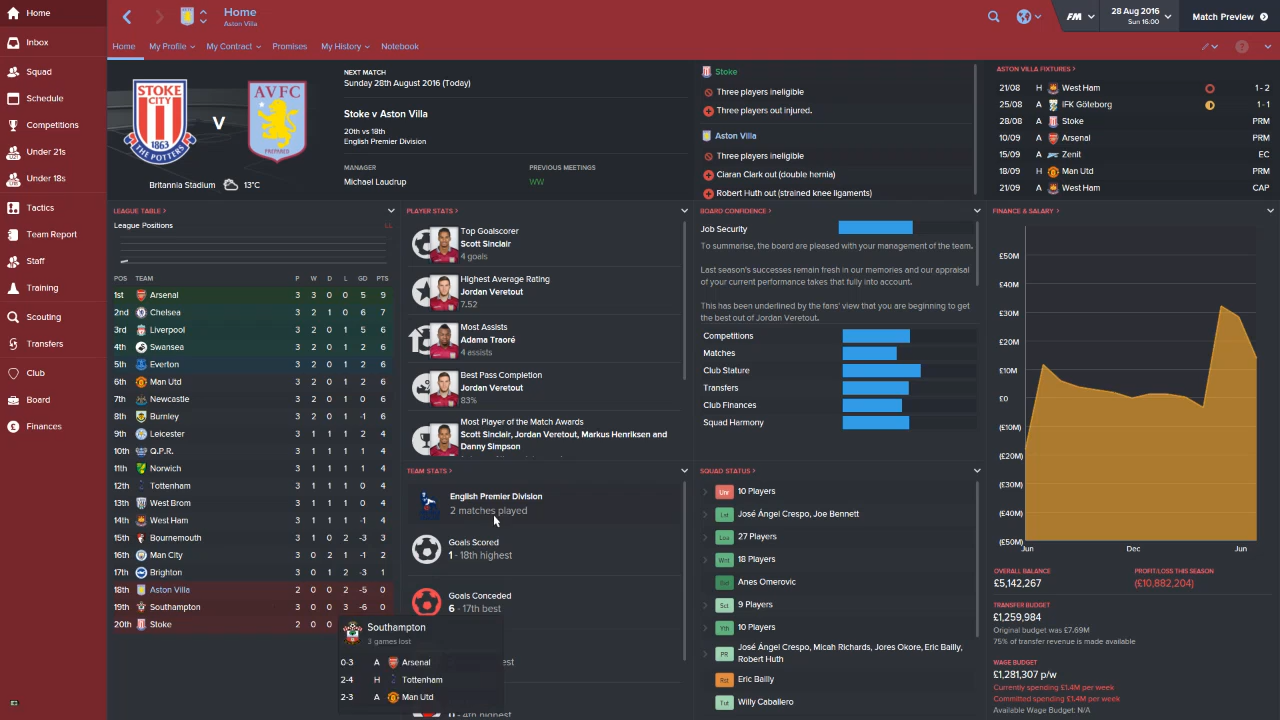 Home
Inbox
Squad
Schedule
Competitions
Under 21s
Under 18s
Tactics
Team Report
Staff
Training
Scouting
Transfers
Club
Board
Finances
Home
Aston Villa
FM
28 Aug 2016
Sun 16:00
Match Preview
Home
My Profile
My Contract
Promises
My History
Notebook
STOKE
CITY
1863
THE POTTERS
V
AVFC
PREPARED
Britannia Stadium
13°C
NEXT MATCH
Sunday 28th August 2016 (Today)
Stoke v Aston Villa
20th vs 18th
English Premier Division
MANAGER
Michael Laudrup
PREVIOUS MEETINGS
WW
Stoke
Three players ineligible
Three players out injured.
Aston Villa
Three players ineligible
Ciaran Clark out (double hernia)
Robert Huth out (strained knee ligaments)
ASTON VILLA FIXTURES
21/08 H West Ham 1-2
25/08 A IFK Göteborg 1-1
28/08 A Stoke PRM
10/09 A Arsenal PRM
15/09 A Zenit EC
18/09 H Man Utd PRM
21/09 A West Ham CAP
LEAGUE TABLE
League Positions
LL
POS TEAM P W D L GD PTS
1st Arsenal 3 3 0 0 5 9
2nd Chelsea 3 2 1 0 6 7
3rd Liverpool 3 2 0 1 5 6
4th Swansea 3 2 0 1 2 6
5th Everton 3 2 0 1 2 6
6th Man Utd 3 2 0 1 2 6
7th Newcastle 3 2 0 1 0 6
8th Burnley 3 2 0 1 -1 6
9th Leicester 3 1 1 1 2 4
10th Q.P.R. 3 1 1 1 1 4
11th Norwich 3 1 1 1 1 4
12th Tottenham 3 1 1 1 0 4
13th West Brom 3 1 1 1 0 4
14th West Ham 3 1 1 1 -1 4
15th Bournemouth 3 1 0 2 -3 3
16th Man City 3 0 2 1 -1 2
17th Brighton 3 0 1 2 -3 1
18th Aston Villa 2 0 0 2 -5 0
19th Southampton 3 0 0 3 -6 0
20th Stoke 2 0 0
Southampton
3 games lost
0-3 A Arsenal
2-4 H Tottenham
2-3 A Man Utd
PLAYER STATS
Top Goalscorer
Scott Sinclair
4 goals
Highest Average Rating
Jordan Veretout
7.52
Most Assists
Adama Traoré
4 assists
Best Pass Completion
Jordan Veretout
83%
Most Player of the Match Awards
Scott Sinclair, Jordan Veretout, Markus Henriksen and
Danny Simpson
TEAM STATS
English Premier Division
2 matches played
Goals Scored
1 - 18th highest
Goals Conceded
6 - 17th best
0 - 4th highest
BOARD CONFIDENCE
Job Security
To summarise, the board are pleased with your management of the team.
Last season's successes remain fresh in our memories and our appraisal
of your current performance takes that fully into account.
This has been underlined by the fans' view that you are beginning to get
the best out of Jordan Veretout.
Competitions
Matches
Club Stature
Transfers
Club Finances
Squad Harmony
SQUAD STATUS
Unr 10 Players
Lst José Ángel Crespo, Joe Bennett
Loa 27 Players
Wnt 18 Players
Anes Omerovic
Sct 9 Players
Yth 10 Players
PR José Ángel Crespo, Micah Richards, Jores Okore, Eric Bailly,
Robert Huth
Rst Eric Bailly
Tut Willy Caballero
FINANCE & SALARY
£50M
£40M
£30M
£20M
£10M
£0
(£10M)
(£20M)
(£30M)
(£40M)
(£50M)
Jun Dec Jun
OVERALL BALANCE
£5,142,267
PROFIT/LOSS THIS SEASON
(£10,882,204)
TRANSFER BUDGET
£1,259,984
Original budget was £7.69M
75% of transfer revenue is made available
WAGE BUDGET
£1,281,307 p/w
Currently spending £1.4M per week
Committed spending £1.4M per week
Available Wage Budget: N/A